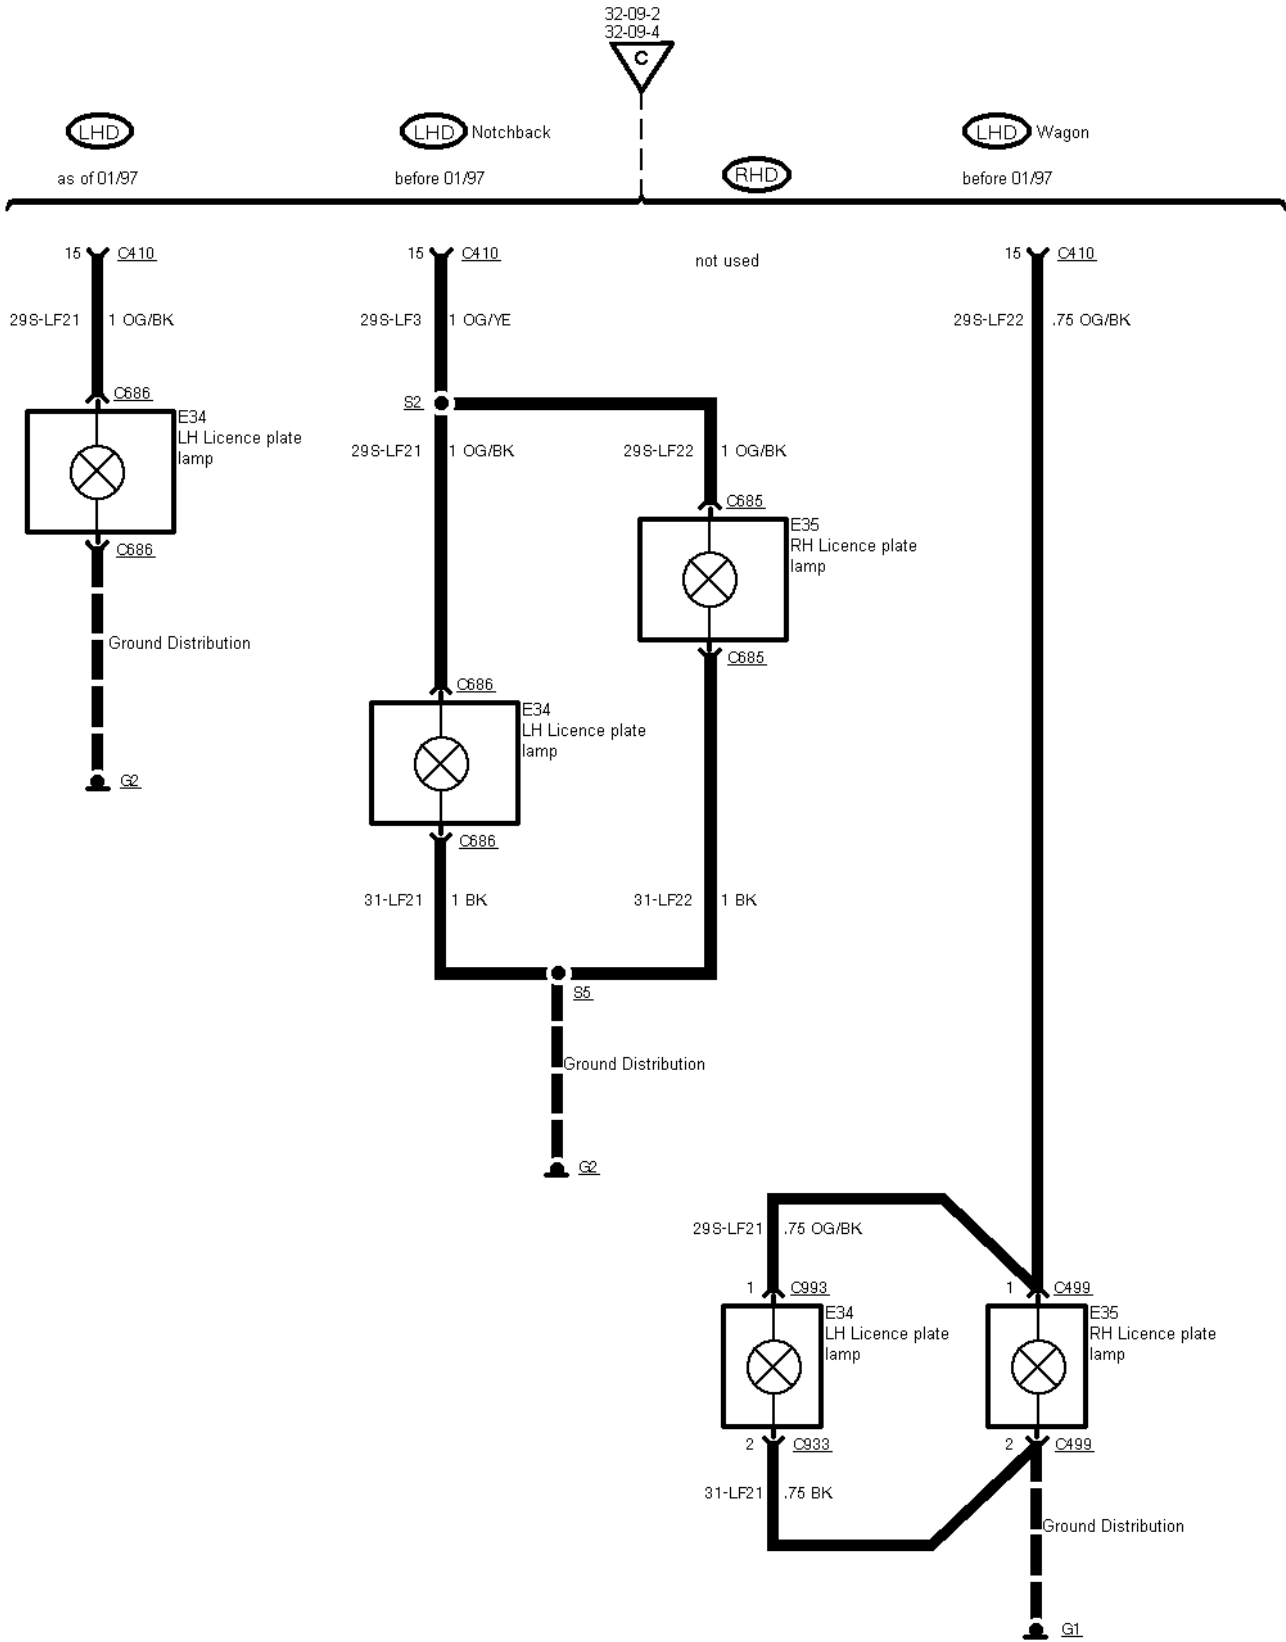 32-09-2
32-09-4
C
LHD
LHD Notchback
LHD Wagon
as of 01/97
before 01/97
RHD
before 01/97
15 C410
15 C410
not used
15 C410
29S-LF21 1 OG/BK
29S-LF3 1 OG/YE
29S-LF22 .75 OG/BK
C686
E34
LH Licence plate
lamp
S2
29S-LF21 1 OG/BK
29S-LF22 1 OG/BK
C685
E35
RH Licence plate
lamp
C686
Ground Distribution
C685
C686
E34
LH Licence plate
lamp
G2
C686
31-LF21 1 BK
31-LF22 1 BK
S5
Ground Distribution
G2
29S-LF21 .75 OG/BK
1 C993
1 C499
E34
LH Licence plate
lamp
E35
RH Licence plate
lamp
2 C933
2 C499
31-LF21 .75 BK
Ground Distribution
G1